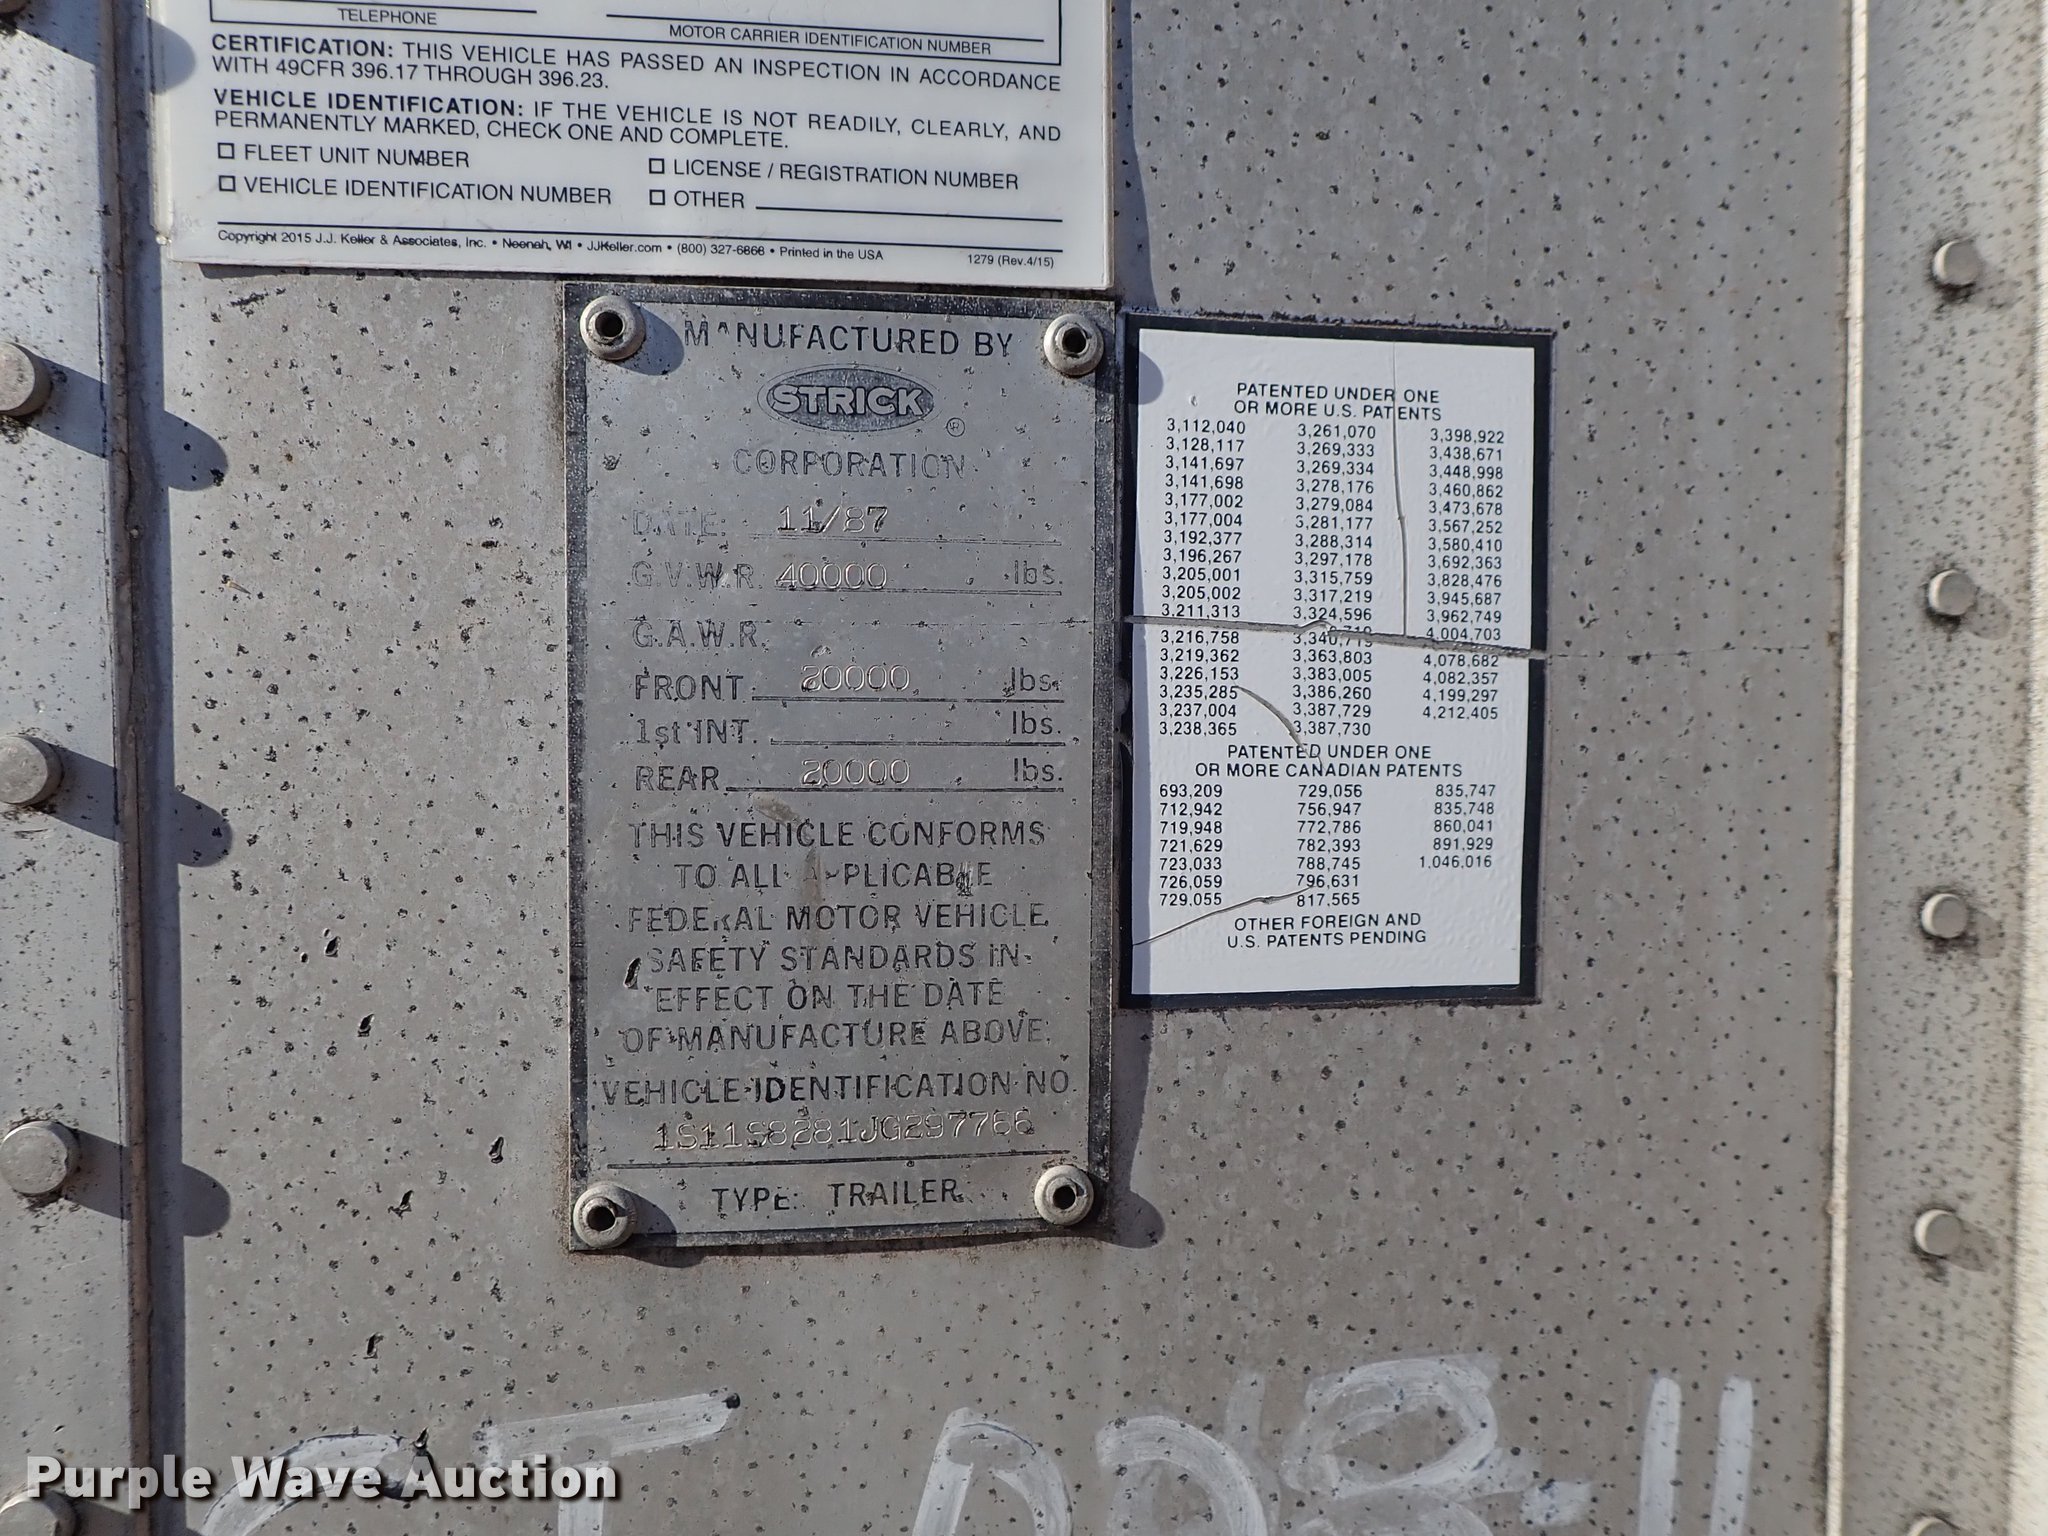 TELEPHONE
MOTOR CARRIER IDENTIFICATION NUMBER
CERTIFICATION: THIS VEHICLE HAS PASSED AN INSPECTION IN ACCORDANCE
WITH 49CFR 396.17 THROUGH 396.23.
VEHICLE IDENTIFICATION: IF THE VEHICLE IS NOT READILY, CLEARLY, AND
PERMANENTLY MARKED, CHECK ONE AND COMPLETE.
FLEET UNIT NUMBER
LICENSE / REGISTRATION NUMBER
VEHICLE IDENTIFICATION NUMBER
OTHER
Copyright 2015 J.J. Keller & Associates, Inc. • Neenah, WI • JJKeller.com • (800) 327-6868 • Printed in the USA
1279 (Rev.4/15)
MANUFACTURED BY
STRICK ®
CORPORATION
DATE: 11/87
G.V.W.R. 40000 lbs.
G.A.W.R.
FRONT 20000 lbs.
1st INT. lbs.
REAR 20000 lbs.
THIS VEHICLE CONFORMS
TO ALL APPLICABLE
FEDERAL MOTOR VEHICLE
SAFETY STANDARDS IN
EFFECT ON THE DATE
OF MANUFACTURE ABOVE.
VEHICLE IDENTIFICATION NO.
1S11S8281JG297766
TYPE: TRAILER
PATENTED UNDER ONE
OR MORE U.S. PATENTS
3,112,040 3,261,070 3,398,922
3,128,117 3,269,333 3,438,671
3,141,697 3,269,334 3,448,998
3,141,698 3,278,176 3,460,862
3,177,002 3,279,084 3,473,678
3,177,004 3,281,177 3,567,252
3,192,377 3,288,314 3,580,410
3,196,267 3,297,178 3,692,363
3,205,001 3,315,759 3,828,476
3,205,002 3,317,219 3,945,687
3,211,313 3,324,596 3,962,749
3,216,758 3,340,719 4,004,703
3,219,362 3,363,803 4,078,682
3,226,153 3,383,005 4,082,357
3,235,285 3,386,260 4,199,297
3,237,004 3,387,729 4,212,405
3,238,365 3,387,730
PATENTED UNDER ONE
OR MORE CANADIAN PATENTS
693,209 729,056 835,747
712,942 756,947 835,748
719,948 772,786 860,041
721,629 782,393 891,929
723,033 788,745 1,046,016
726,059 796,631
729,055 817,565
OTHER FOREIGN AND
U.S. PATENTS PENDING
Purple Wave Auction